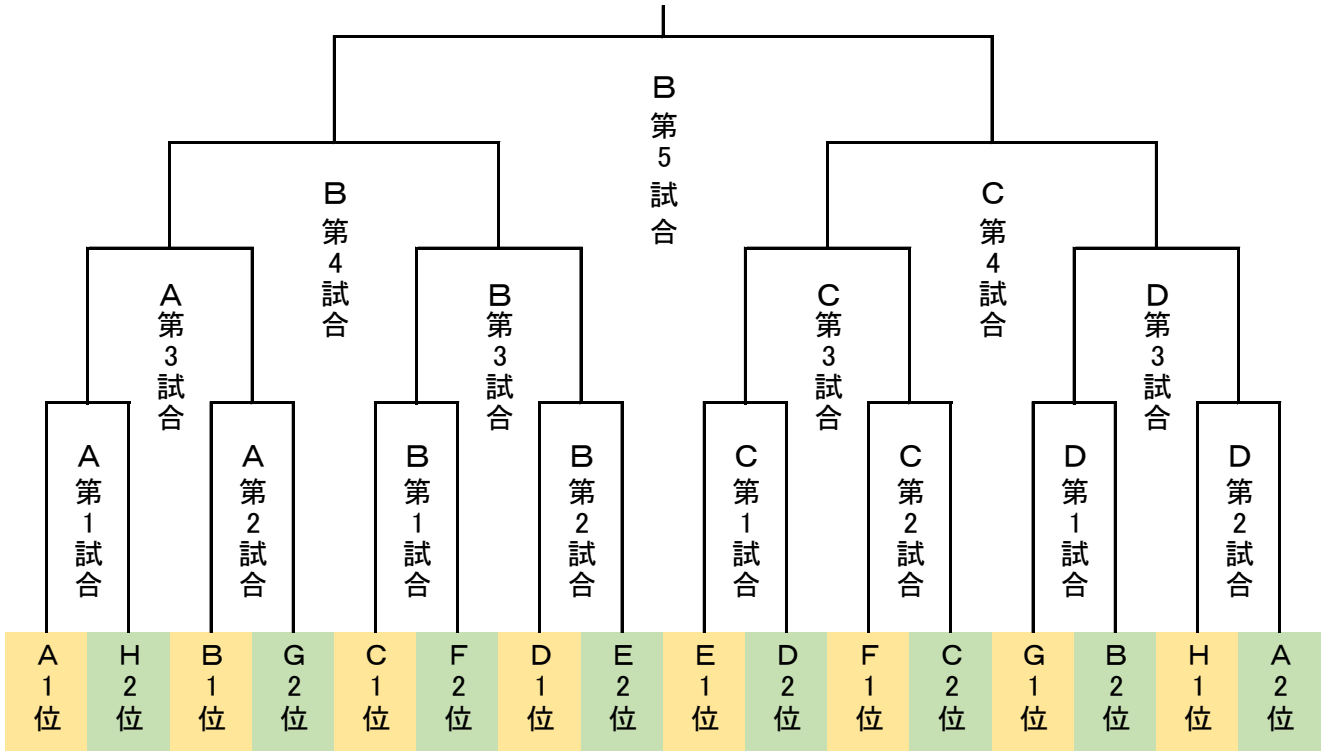 B第5試合
B第4試合
C第4試合
A第3試合
B第3試合
C第3試合
D第3試合
A第1試合
A第2試合
B第1試合
B第2試合
C第1試合
C第2試合
D第1試合
D第2試合
A1位
H2位
B1位
G2位
C1位
F2位
D1位
E2位
E1位
D2位
F1位
C2位
G1位
B2位
H1位
A2位